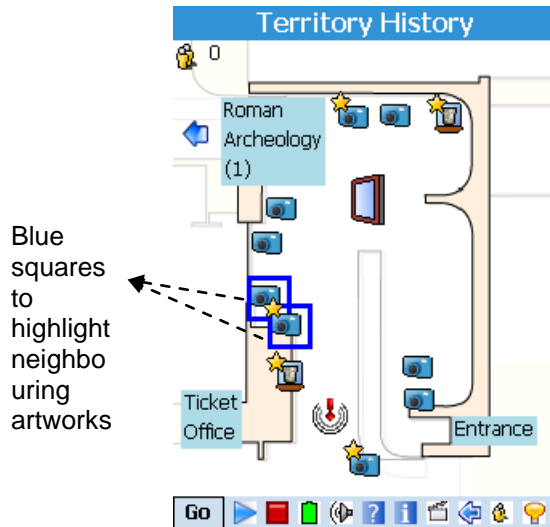 Territory History
0
Roman
Archeology
(1)
Blue
squares
to
highlight
neighbo
uring
artworks
Ticket
Office
Entrance
Go
?
i